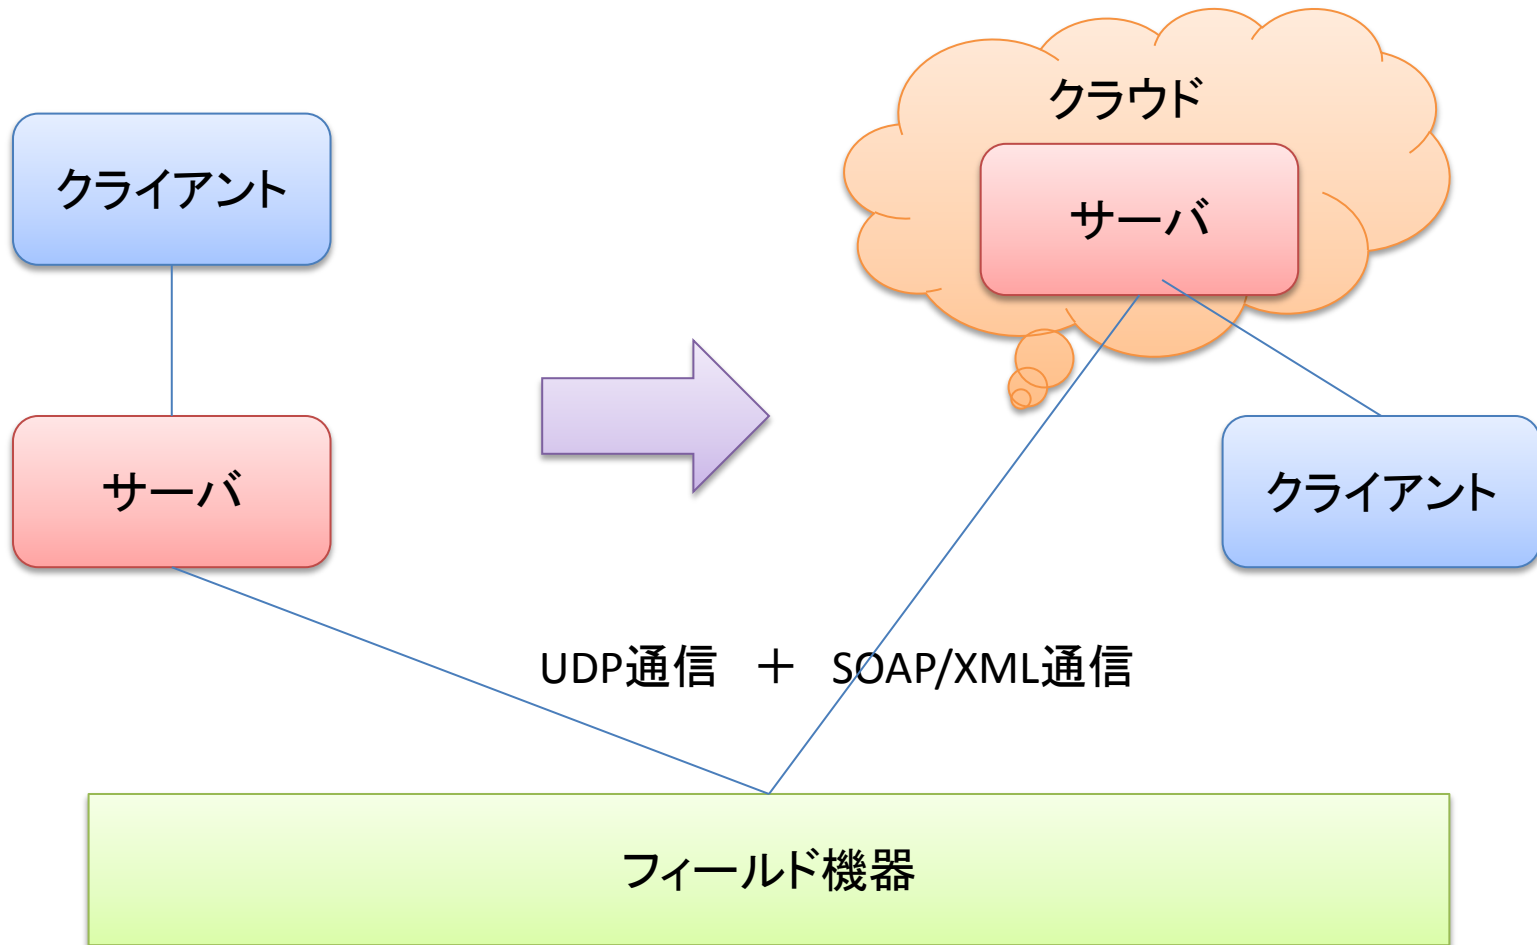 クラウド
クライアント
サーバ
サーバ
クライアント
UDP通信　＋　SOAP/XML通信
フィールド機器